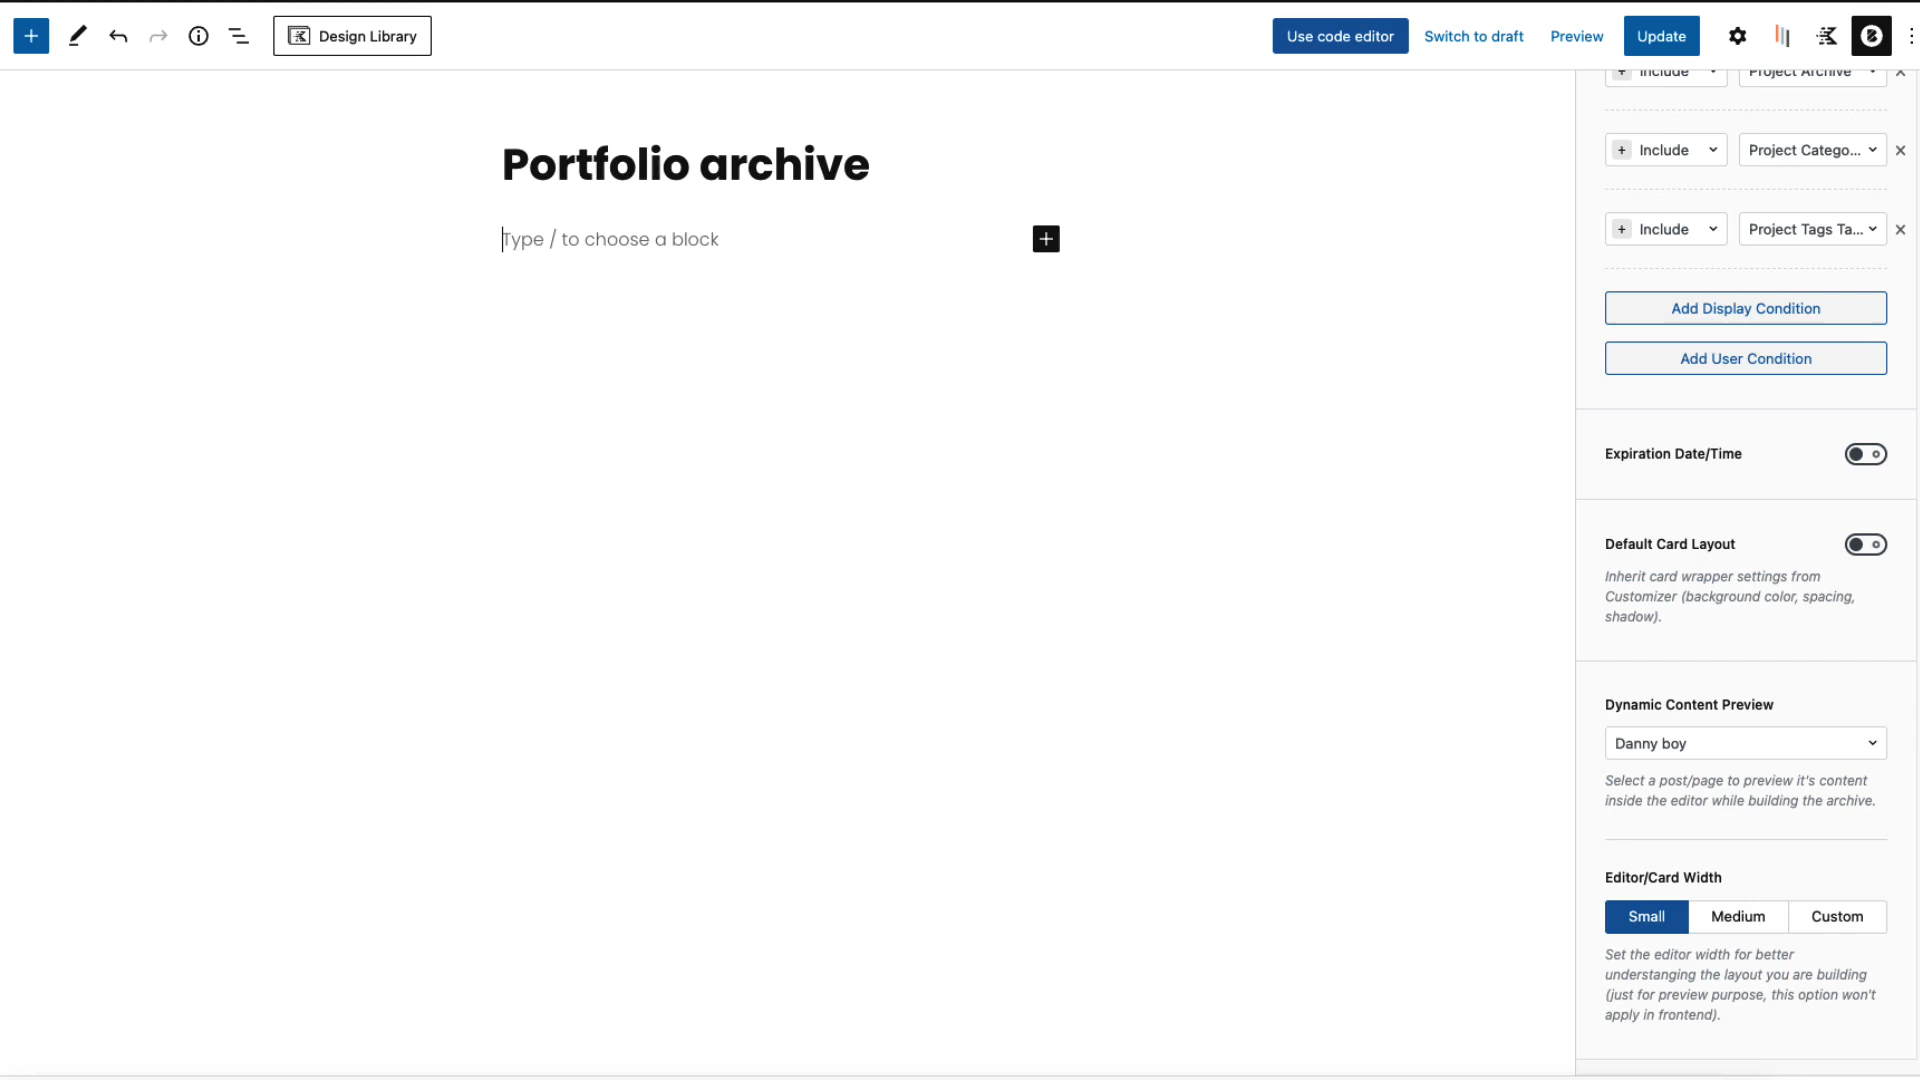 Design Library
Use code editor
Switch to draft
Preview
Update
Include
Project Archive
Portfolio archive
Include
Project Catego...
Type / to choose a block
Include
Project Tags Ta...
Add Display Condition
Add User Condition
Expiration Date/Time
Default Card Layout
Inherit card wrapper settings from
Customizer (background color, spacing,
shadow).
Dynamic Content Preview
Danny boy
Select a post/page to preview it's content
inside the editor while building the archive.
Editor/Card Width
Small
Medium
Custom
Set the editor width for better
understanging the layout you are building
(just for preview purpose, this option won't
apply in frontend).